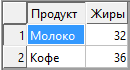 Продукт Жиры
1 Молоко 32
2 Кофе 36